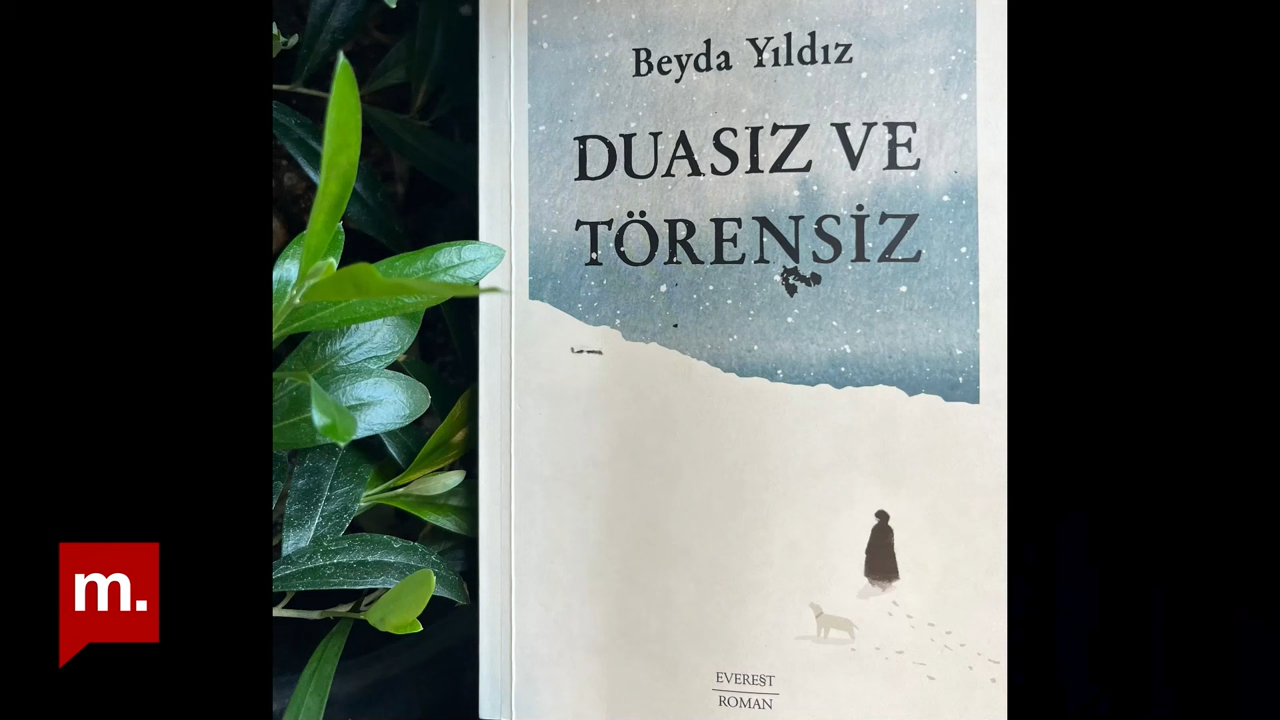 Beyda Yıldız
DUASIZ VE
TÖRENSİZ
EVEREST
ROMAN
m.